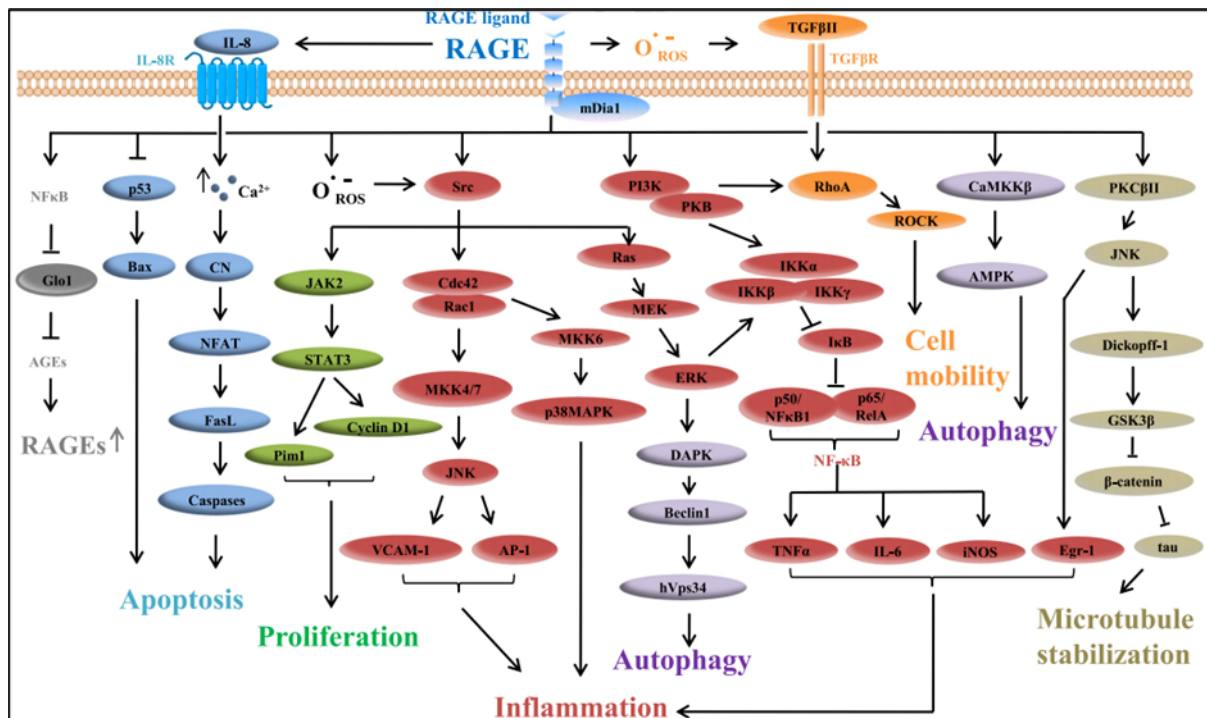 RAGE ligand
TGFβII
IL-8
RAGE
O•−ROS
IL-8R
TGFβR
mDia1
NFκB
p53
Ca²⁺
O•−ROS
Src
PI3K
PKB
RhoA
CaMKKβ
PKCβII
ROCK
Glo1
Bax
CN
JAK2
Cdc42
Rac1
Ras
IKKα
IKKβ
IKKγ
AMPK
JNK
MEK
NFAT
STAT3
MKK6
IκB
Cell
mobility
Dickopff-1
AGEs
MKK4/7
ERK
p38MAPK
p50/
NFκB1
p65/
RelA
Autophagy
GSK3β
RAGEs
FasL
Cyclin D1
Pim1
JNK
DAPK
NF-κB
β-catenin
Caspases
Beclin1
VCAM-1
AP-1
TNFα
IL-6
iNOS
Egr-1
tau
hVps34
Apoptosis
Proliferation
Autophagy
Microtubule
stabilization
Inflammation